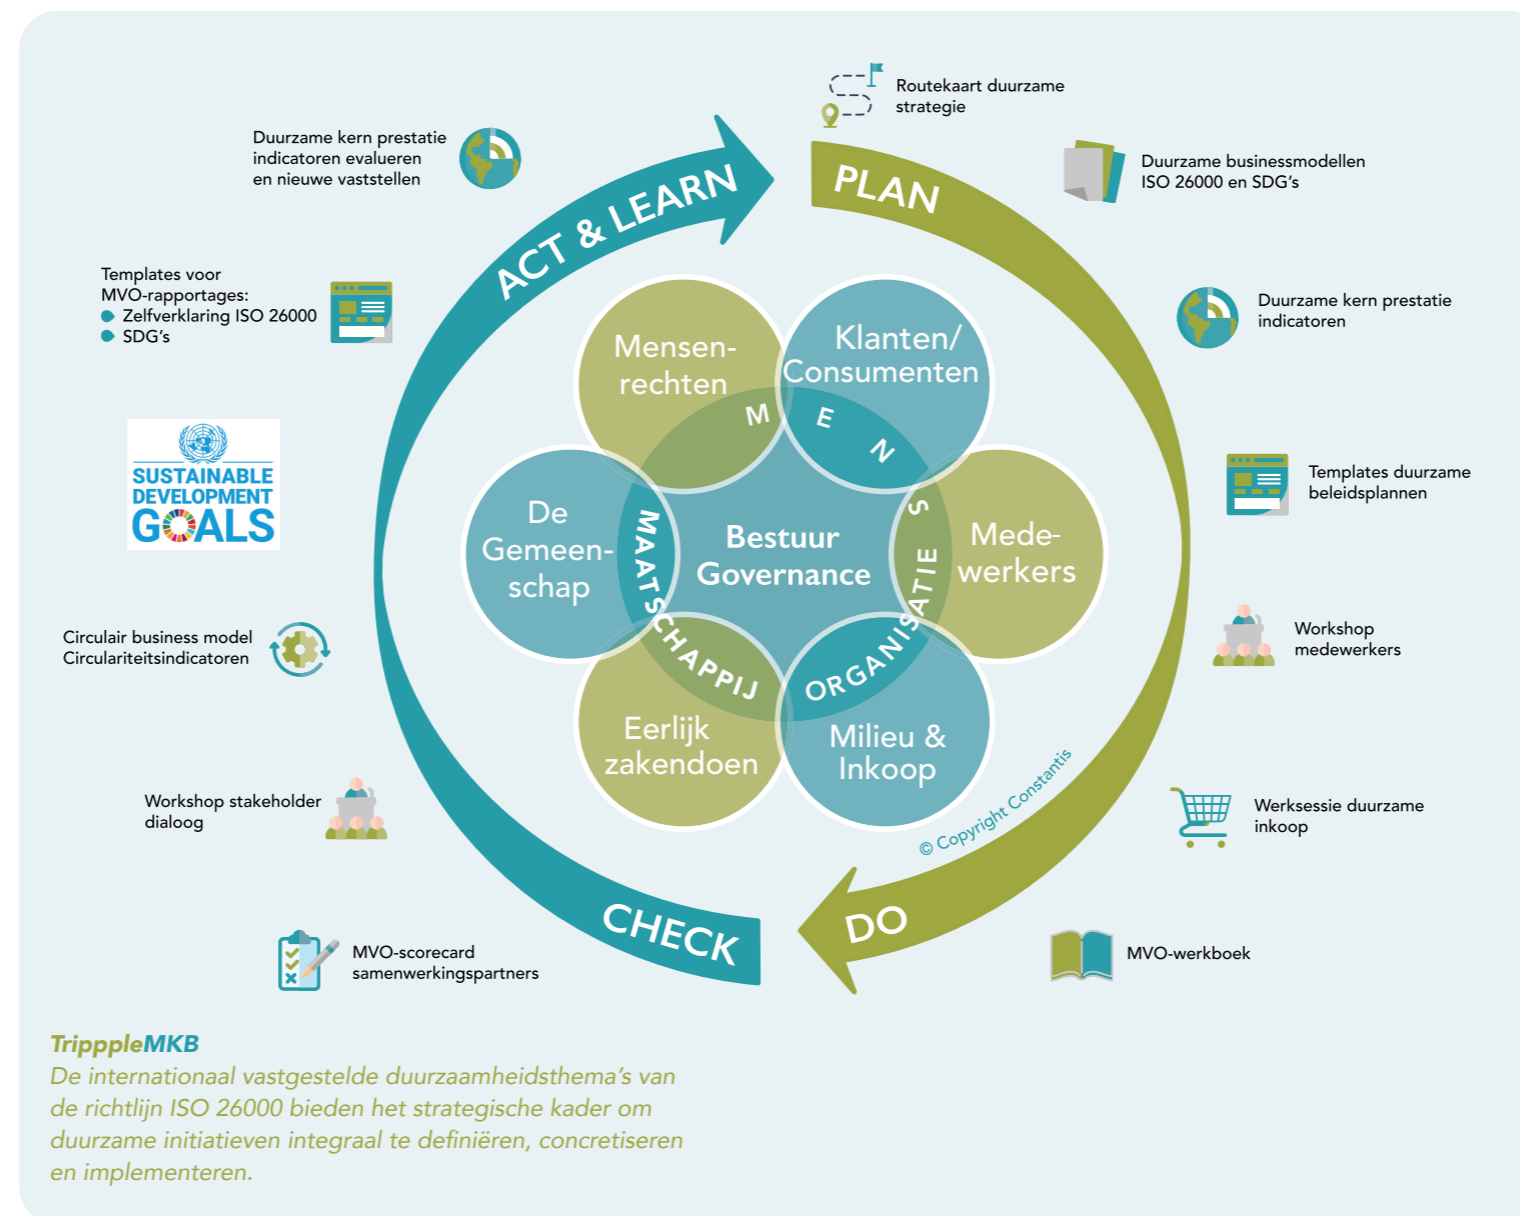 Routekaart duurzame
strategie
Duurzame kern prestatie
indicatoren evalueren
en nieuwe vaststellen
Duurzame businessmodellen
ISO 26000 en SDG's
ACT & LEARN
PLAN
Templates voor
MVO-rapportages:
Zelfverklaring ISO 26000
SDG's
Duurzame kern prestatie
indicatoren
Mensen-
rechten
Klanten/
Consumenten
MENS
SUSTAINABLE
DEVELOPMENT
GOALS
Templates duurzame
beleidsplannen
De
Gemeen-
schap
MAATSCHAPPIJ
Bestuur
Governance
ORGANISATIE
Mede-
werkers
Circulair business model
Circulariteitsindicatoren
Workshop
medewerkers
Eerlijk
zakendoen
Milieu &
Inkoop
© Copyright Constantis
Workshop stakeholder
dialoog
Werksessie duurzame
inkoop
CHECK
DO
MVO-scorecard
samenwerkingspartners
MVO-werkboek
TripppleMKB
De internationaal vastgestelde duurzaamheidsthema's van
de richtlijn ISO 26000 bieden het strategische kader om
duurzame initiatieven integraal te definiëren, concretiseren
en implementeren.